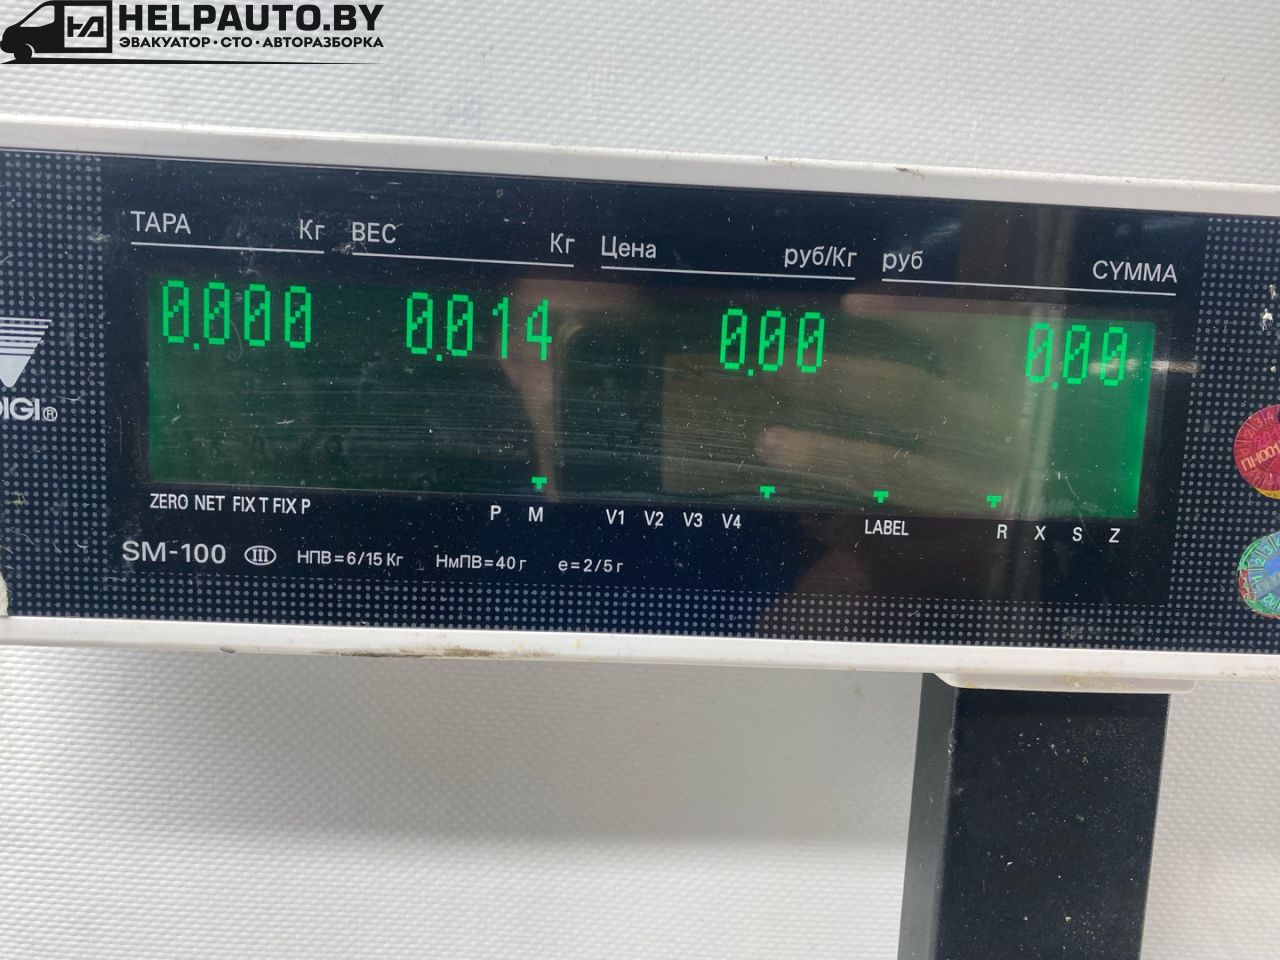 HELPAUTO.BY
ЭВАКУАТОР·СТО·АВТОРАЗБОРКА
ТАРА Кг ВЕС Кг Цена руб/Кг руб СУММА
0.000 0.014 0.00 0.00
DIGI®
ZERO NET FIX T FIX P P M V1 V2 V3 V4 LABEL R X S Z
SM-100 III НПВ=6/15 Кг НмПВ=40 г е=2/5 г